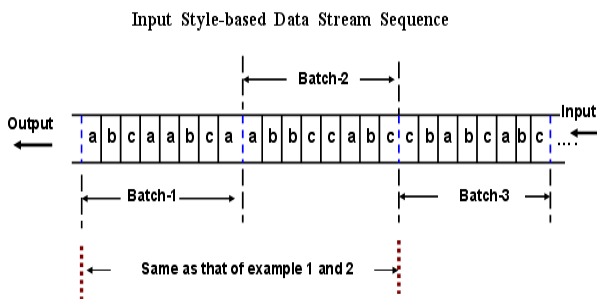 Input Style-based Data Stream Sequence
Batch-2
Output
Input
a b c a a b c a a b b c c a b c c b a b c a b c ....
Batch-1
Batch-3
Same as that of example 1 and 2